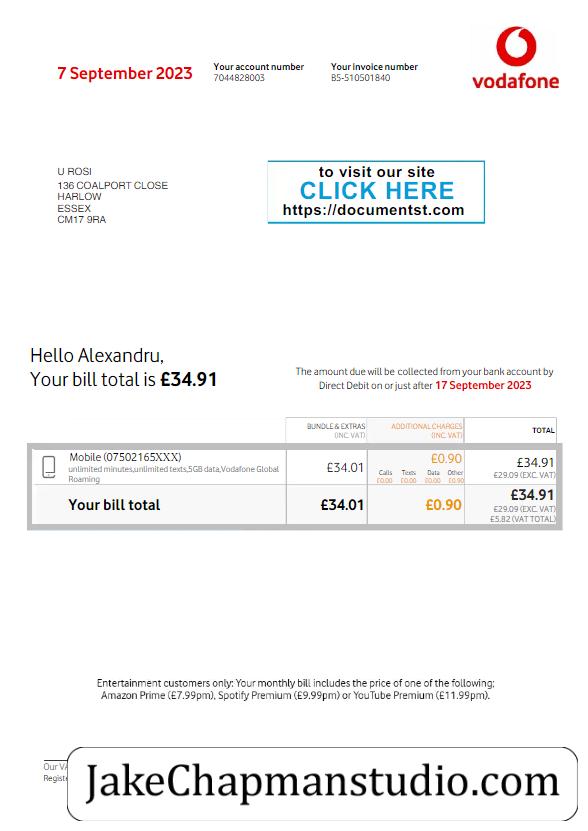 vodafone
7 September 2023
Your account number
7044828003
Your invoice number
B5-510501840
U ROSI
136 COALPORT CLOSE
HARLOW
ESSEX
CM17 9RA
to visit our site
CLICK HERE
https://documentst.com
Hello Alexandru,
Your bill total is £34.91
The amount due will be collected from your bank account by
Direct Debit on or just after 17 September 2023
BUNDLE & EXTRAS
(INC. VAT)
ADDITIONAL CHARGES
(INC. VAT)
TOTAL
Mobile (07502165XXX)
unlimited minutes,unlimited texts,5GB data,Vodafone Global
Roaming
£34.01
£0.90
Calls Texts Data Other
£0.00 £0.00 £0.00 £0.90
£34.91
£29.09 (EXC. VAT)
Your bill total
£34.01
£0.90
£34.91
£29.09 (EXC. VAT)
£5.82 (VAT TOTAL)
Entertainment customers only: Your monthly bill includes the price of one of the following;
Amazon Prime (£7.99pm), Spotify Premium (£9.99pm) or YouTube Premium (£11.99pm).
Our
JakeChapmanstudio.com